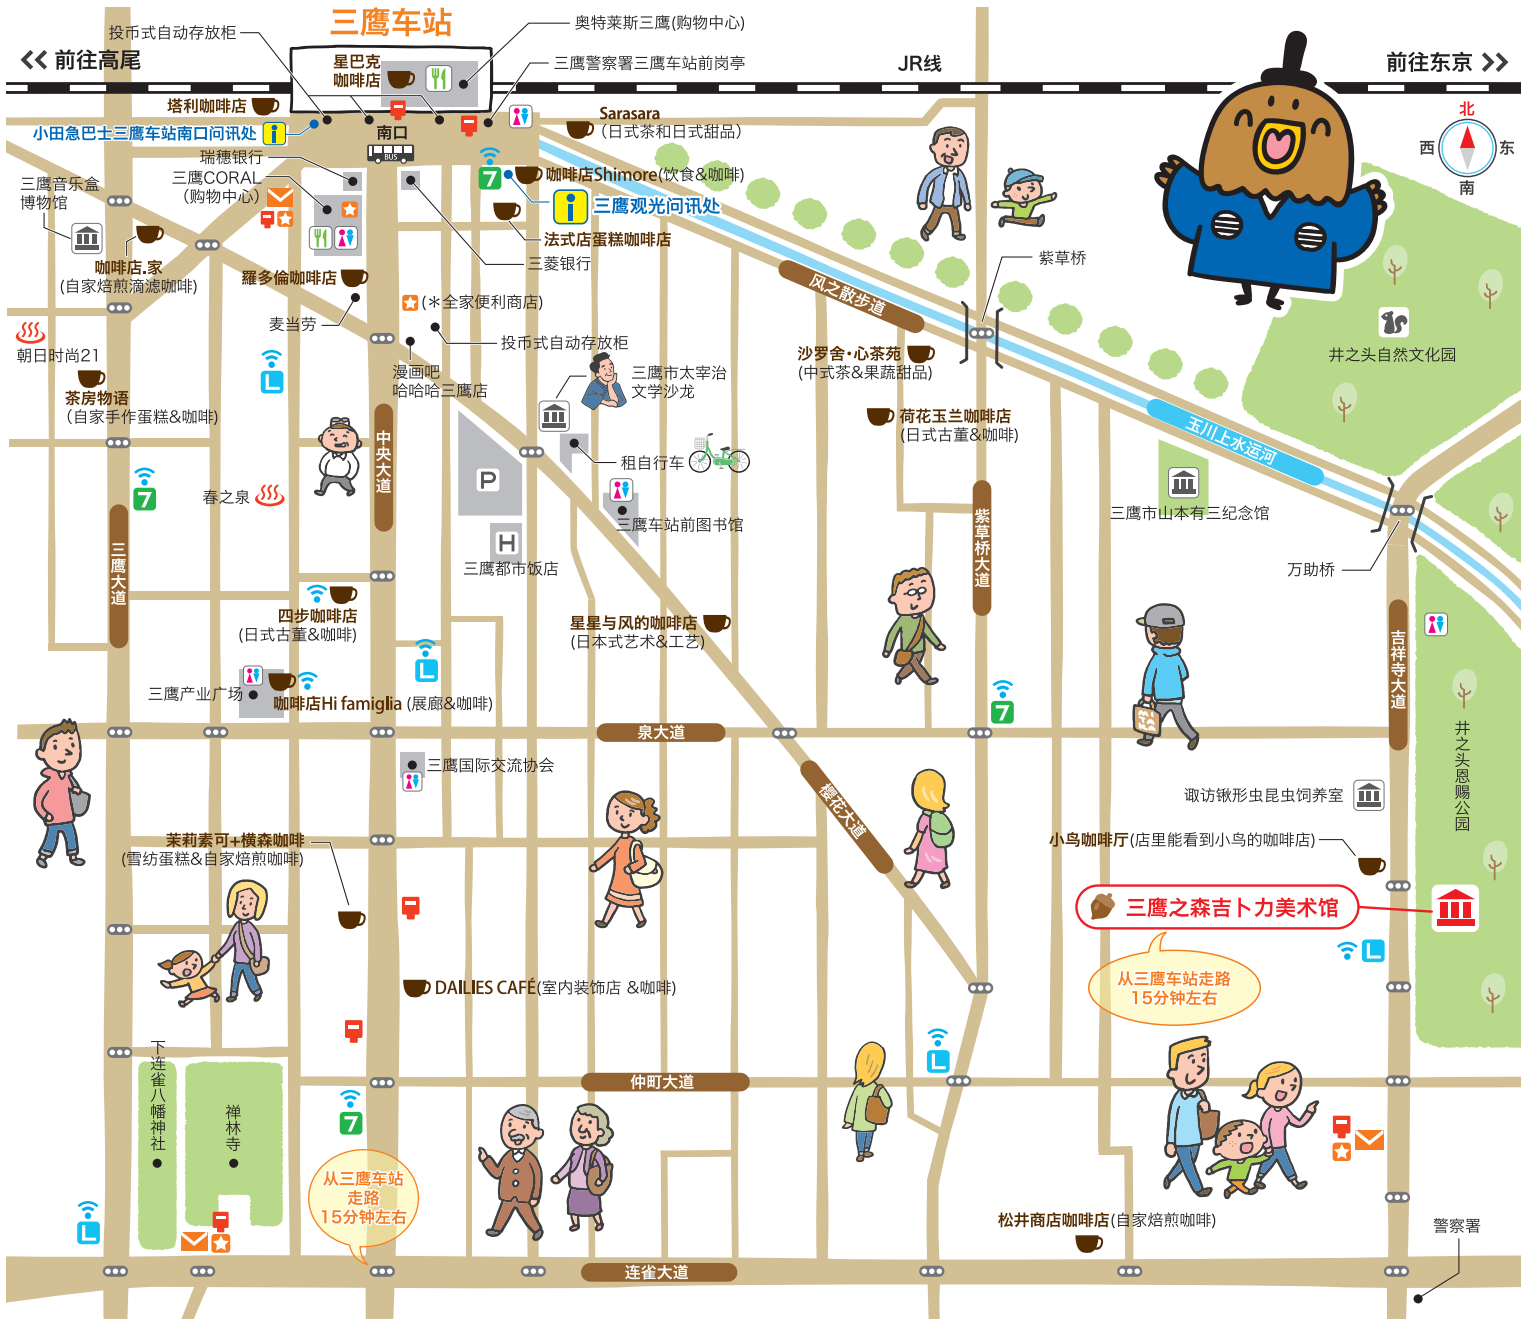 三鹰车站
投币式自动存放柜
奥特莱斯三鹰(购物中心)
前往高尾
星巴克
咖啡店
三鹰警察署三鹰车站前岗亭
JR线
前往东京
塔利咖啡店
小田急巴士三鹰车站南口问讯处
南口
BUS
Sarasara
(日式茶和日式甜品)
北
西
东
南
瑞穗银行
三鹰CORAL
(购物中心)
三鹰音乐盒
博物馆
7
咖啡店Shimore(饮食&咖啡)
三鹰观光问讯处
法式店蛋糕咖啡店
三菱银行
咖啡店.家
(自家焙煎滴滤咖啡)
羅多倫咖啡店
紫草桥
风之散步道
(＊全家便利商店)
麦当劳
投币式自动存放柜
朝日时尚21
漫画吧
哈哈哈三鹰店
三鹰市太宰治
文学沙龙
沙罗舍·心茶苑
(中式茶&果蔬甜品)
井之头自然文化园
L
茶房物语
(自家手作蛋糕&咖啡)
荷花玉兰咖啡店
(日式古董&咖啡)
玉川上水运河
中央大道
租自行车
P
7
春之泉
三鹰车站前图书馆
三鹰市山本有三纪念馆
H
三鹰都市饭店
三鹰大道
紫草桥大道
万助桥
四步咖啡店
(日式古董&咖啡)
星星与风的咖啡店
(日本式艺术&工艺)
吉祥寺大道
L
三鹰产业广场
咖啡店Hi famiglia (展廊&咖啡)
7
泉大道
井之头恩赐公园
三鹰国际交流协会
樱花大道
诹访锹形虫昆虫饲养室
茉莉素可+横森咖啡
(雪纺蛋糕&自家焙煎咖啡)
小鸟咖啡厅(店里能看到小鸟的咖啡店)
三鹰之森吉卜力美术馆
L
从三鹰车站走路
15分钟左右
DAILIES CAFÉ(室内装饰店 &咖啡)
L
下连雀八幡神社
禅林寺
仲町大道
7
从三鹰车站
走路
15分钟左右
L
松井商店咖啡店(自家焙煎咖啡)
警察署
连雀大道